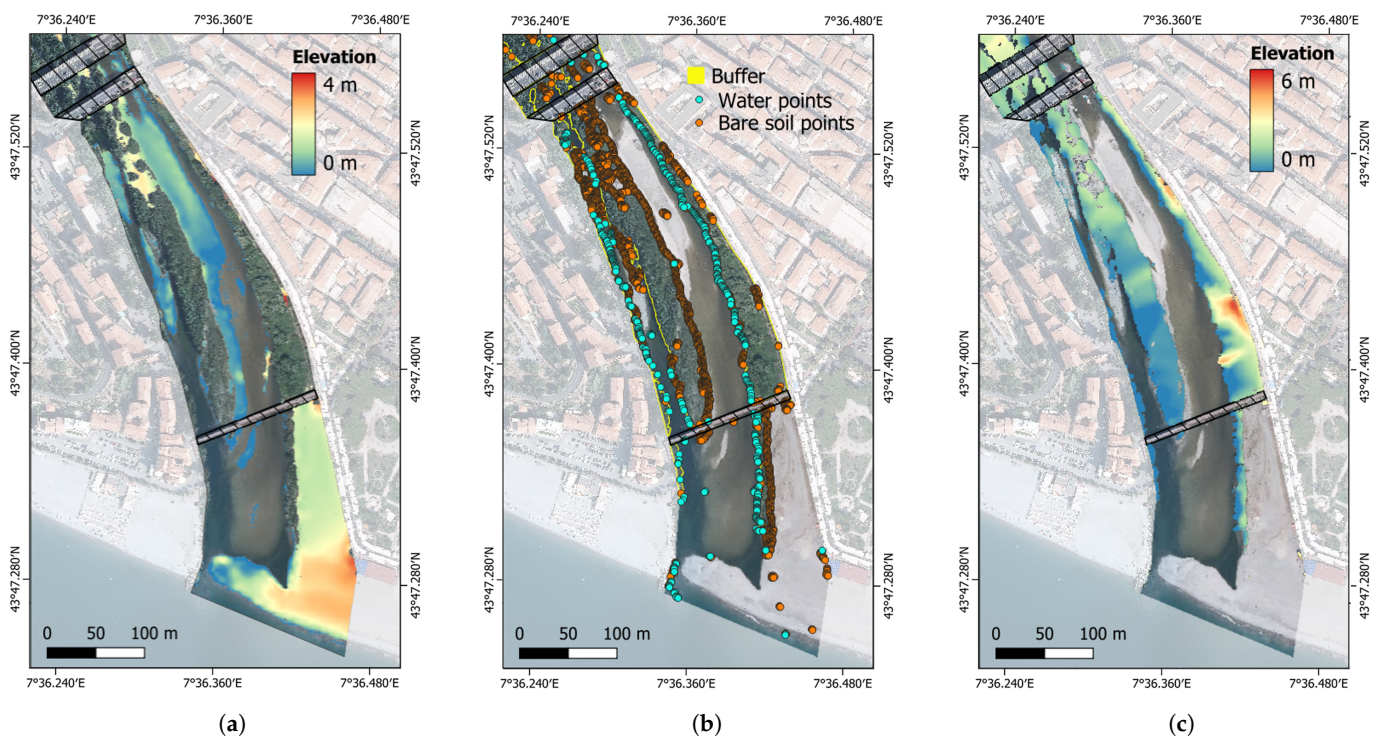 7°36.240'E 7°36.360'E 7°36.480'E
Elevation
4 m
0 m
43°47.520'N 43°47.520'N
43°47.400'N 43°47.400'N
43°47.280'N 43°47.280'N
0 50 100 m
7°36.240'E 7°36.360'E 7°36.480'E
(a)
7°36.240'E 7°36.360'E 7°36.480'E
Buffer
Water points
Bare soil points
43°47.520'N 43°47.520'N
43°47.400'N 43°47.400'N
43°47.280'N 43°47.280'N
0 50 100 m
7°36.240'E 7°36.360'E 7°36.480'E
(b)
7°36.240'E 7°36.360'E 7°36.480'E
Elevation
6 m
0 m
43°47.520'N 43°47.520'N
43°47.400'N 43°47.400'N
43°47.280'N 43°47.280'N
0 50 100 m
7°36.240'E 7°36.360'E 7°36.480'E
(c)